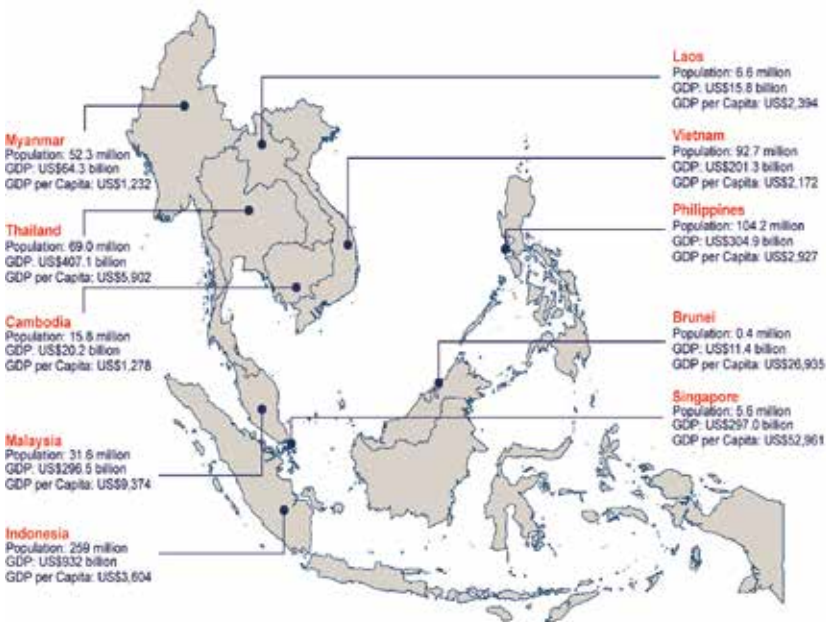 Laos
Population: 6.6 million
GDP: US$15.8 billion
GDP per Capita: US$2,394
Myanmar
Population: 52.3 million
GDP: US$64.3 billion
GDP per Capita: US$1,232
Vietnam
Population: 92.7 million
GDP: US$201.3 billion
GDP per Capita: US$2,172
Thailand
Population: 69.0 million
GDP: US$407.1 billion
GDP per Capita: US$5,902
Philippines
Population: 104.2 million
GDP: US$304.9 billion
GDP per Capita: US$2,927
Cambodia
Population: 15.8 million
GDP: US$20.2 billion
GDP per Capita: US$1,278
Brunei
Population: 0.4 million
GDP: US$11.4 billion
GDP per Capita: US$26,935
Singapore
Population: 5.6 million
GDP: US$297.0 billion
GDP per Capita: US$52,961
Malaysia
Population: 31.6 million
GDP: US$296.5 billion
GDP per Capita: US$9,374
Indonesia
Population: 259 million
GDP: US$932 billion
GDP per Capita: US$3,604